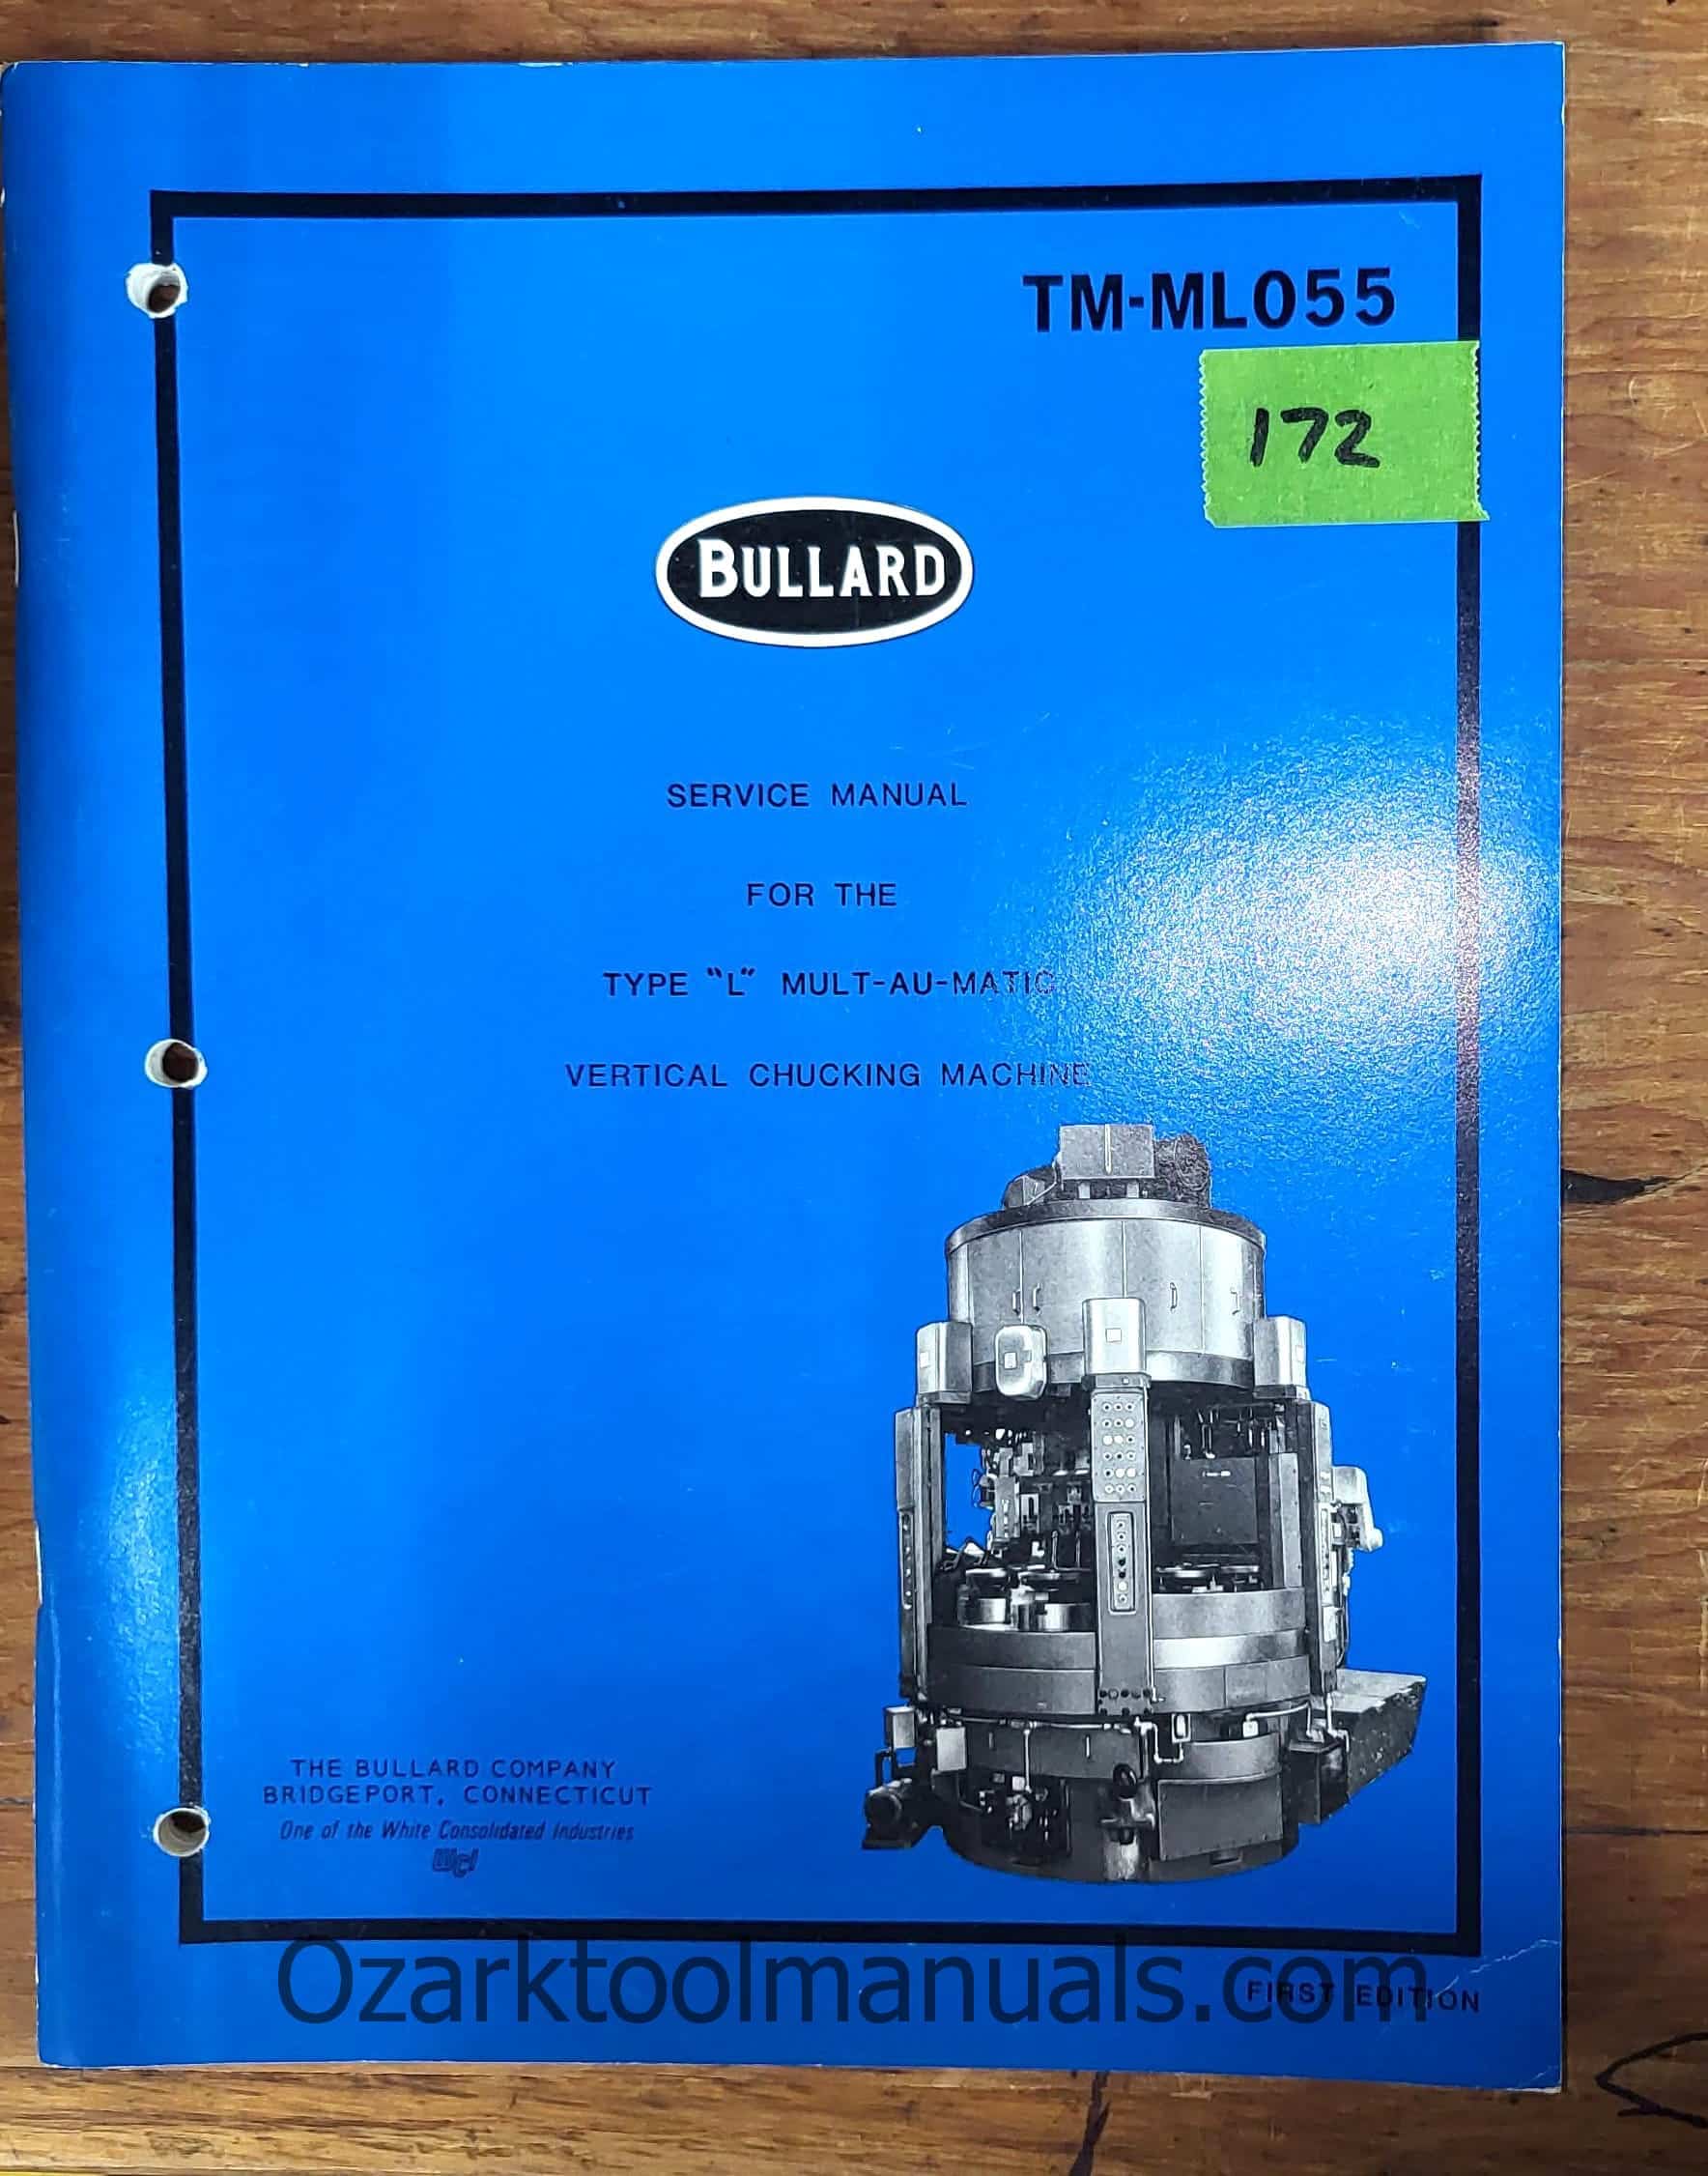 TM-ML055
172
BULLARD
SERVICE MANUAL
FOR THE
TYPE "L" MULT-AU-MATIC
VERTICAL CHUCKING MACHINE
THE BULLARD COMPANY
BRIDGEPORT, CONNECTICUT
One of the White Consolidated Industries
WCI
Ozarktoolmanuals.com
FIRST EDITION